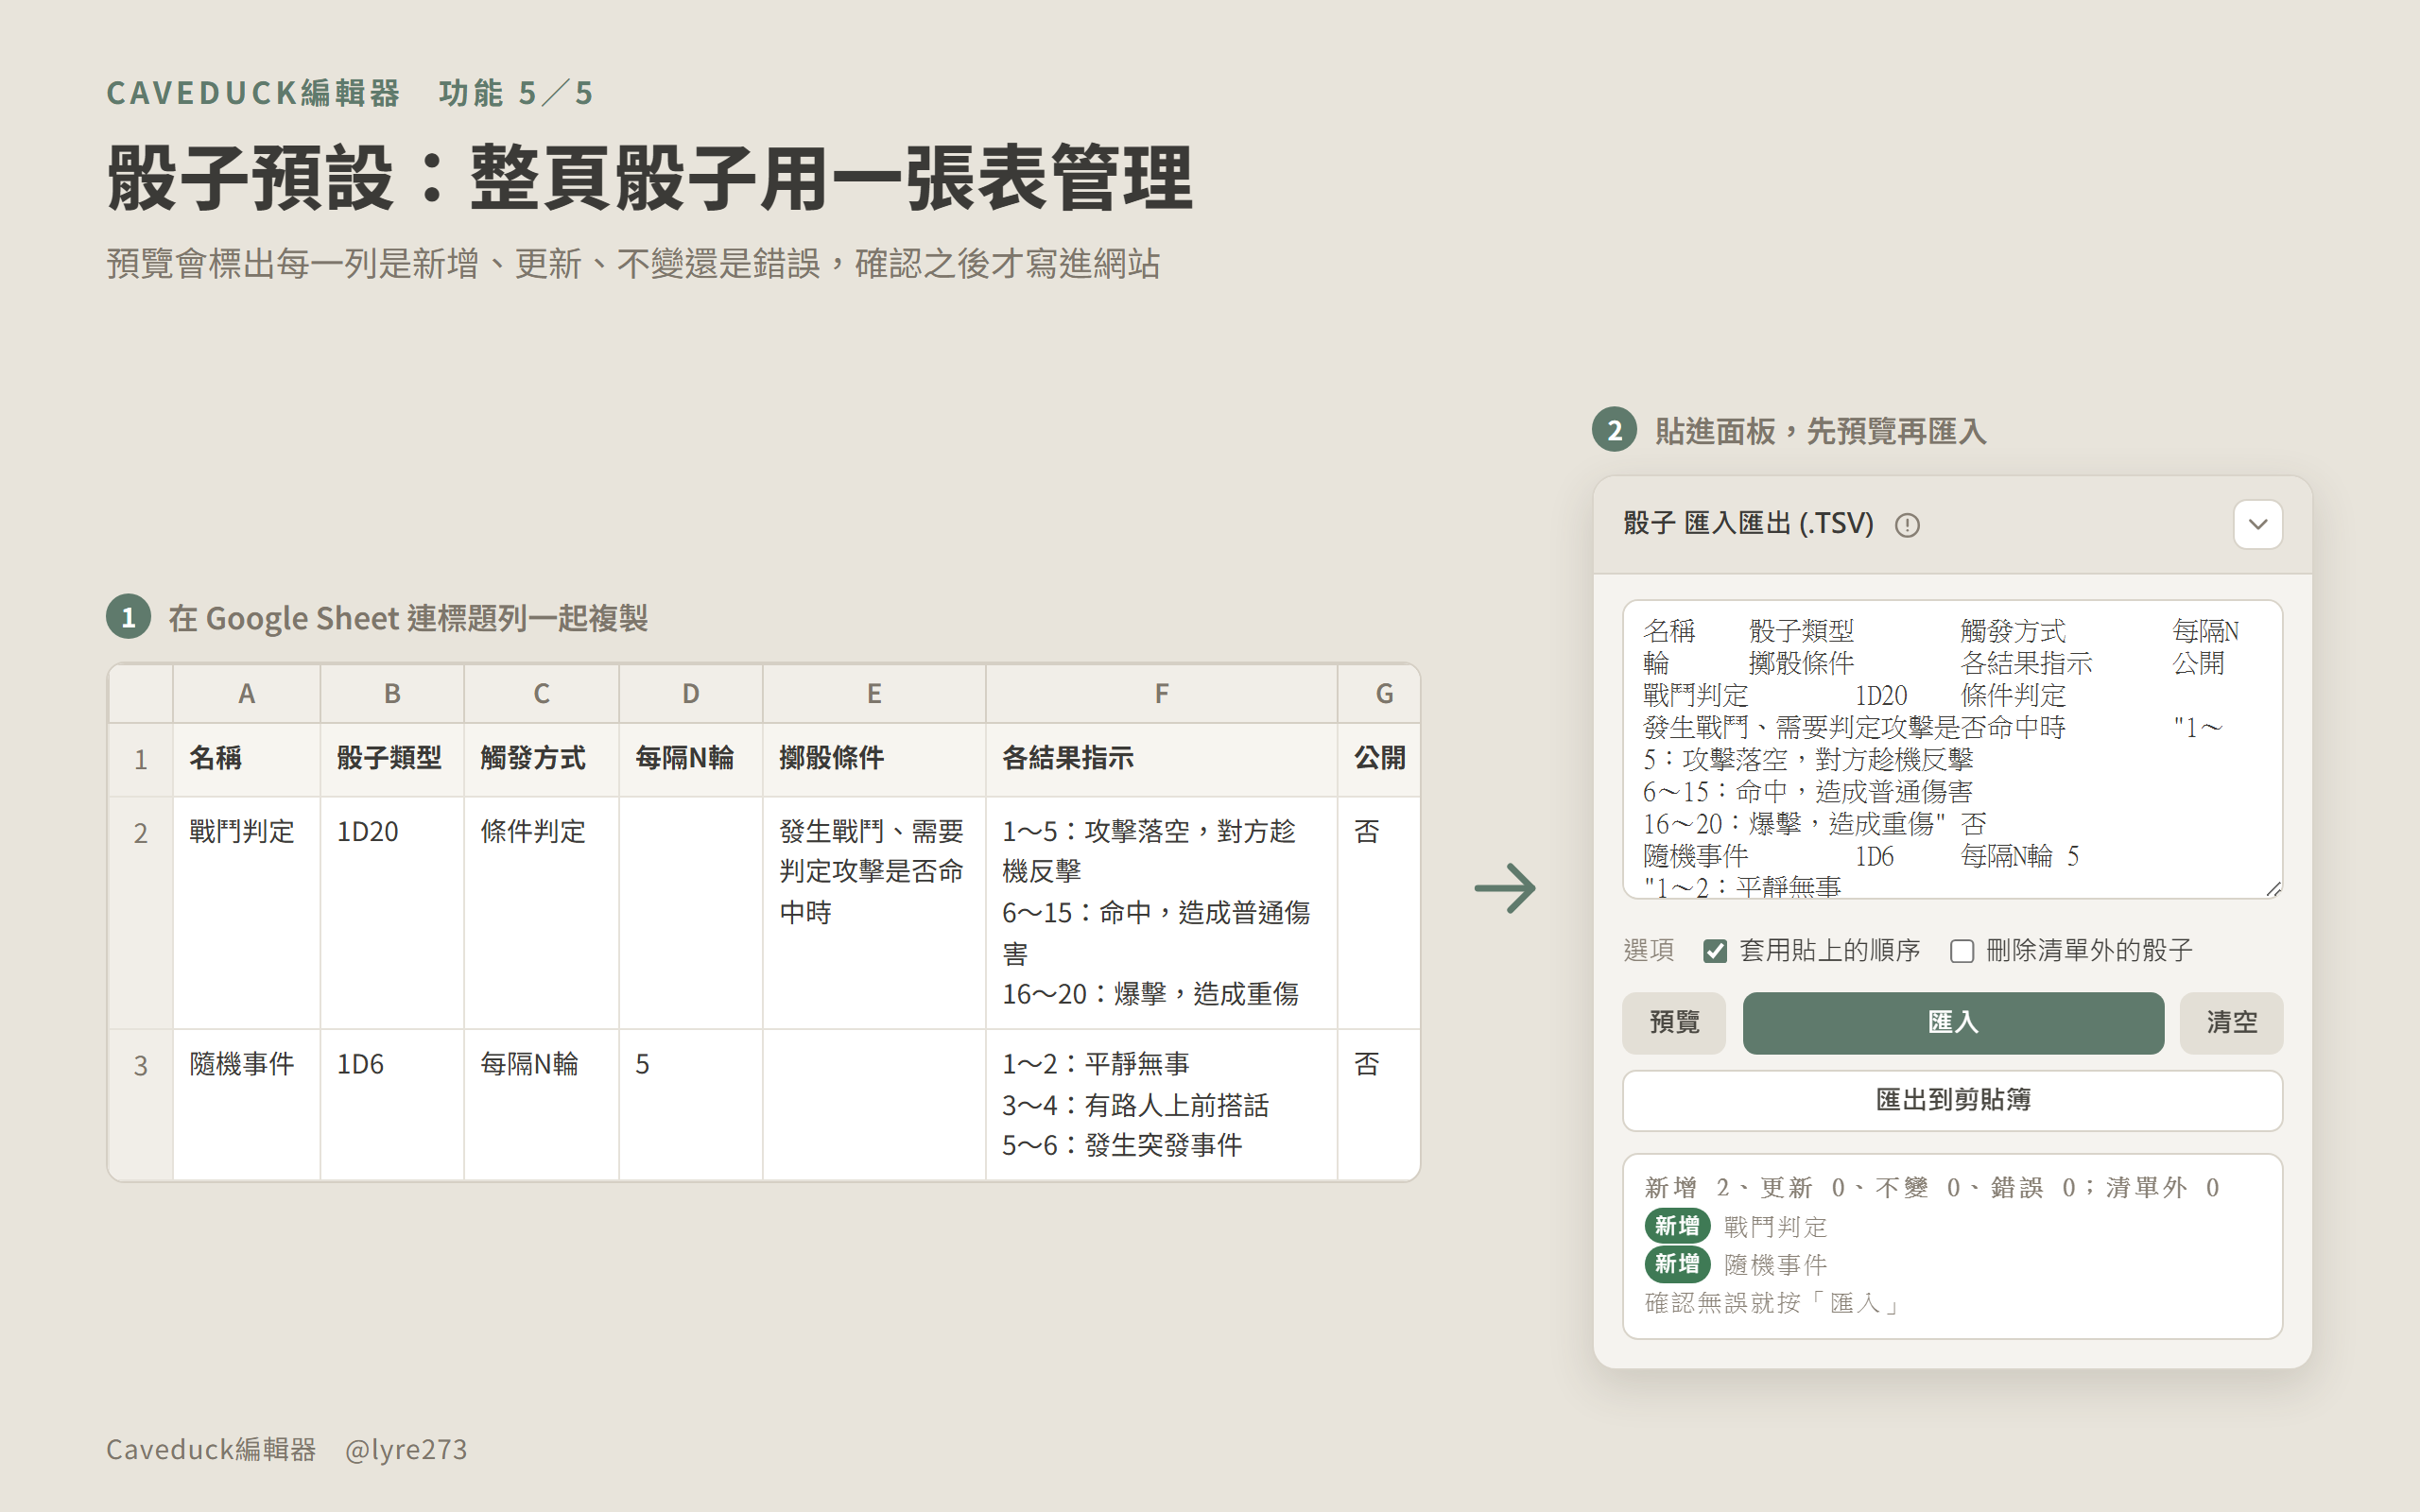 CAVEDUCK編輯器　功能 5／5
骰子預設：整頁骰子用一張表管理
預覽會標出每一列是新增、更新、不變還是錯誤，確認之後才寫進網站
1 在 Google Sheet 連標題列一起複製
A B C D E F G
1 名稱 骰子類型 觸發方式 每隔N輪 擲骰條件 各結果指示 公開
2 戰鬥判定 1D20 條件判定 發生戰鬥、需要 1～5：攻擊落空，對方趁 否
判定攻擊是否命 機反擊
中時 6～15：命中，造成普通傷
害
16～20：爆擊，造成重傷
3 隨機事件 1D6 每隔N輪 5 1～2：平靜無事 否
3～4：有路人上前搭話
5～6：發生突發事件
2 貼進面板，先預覽再匯入
骰子 匯入匯出 (.TSV)
名稱 骰子類型 觸發方式 每隔N
輪 擲骰條件 各結果指示 公開
戰鬥判定 1D20 條件判定
發生戰鬥、需要判定攻擊是否命中時 "1～
5：攻擊落空，對方趁機反擊
6～15：命中，造成普通傷害
16～20：爆擊，造成重傷" 否
隨機事件 1D6 每隔N輪 5
"1～2：平靜無事
選項 套用貼上的順序 刪除清單外的骰子
預覽 匯入 清空
匯出到剪貼簿
新增 2、更新 0、不變 0、錯誤 0；清單外 0
新增 戰鬥判定
新增 隨機事件
確認無誤就按「匯入」
Caveduck編輯器　@lyre273